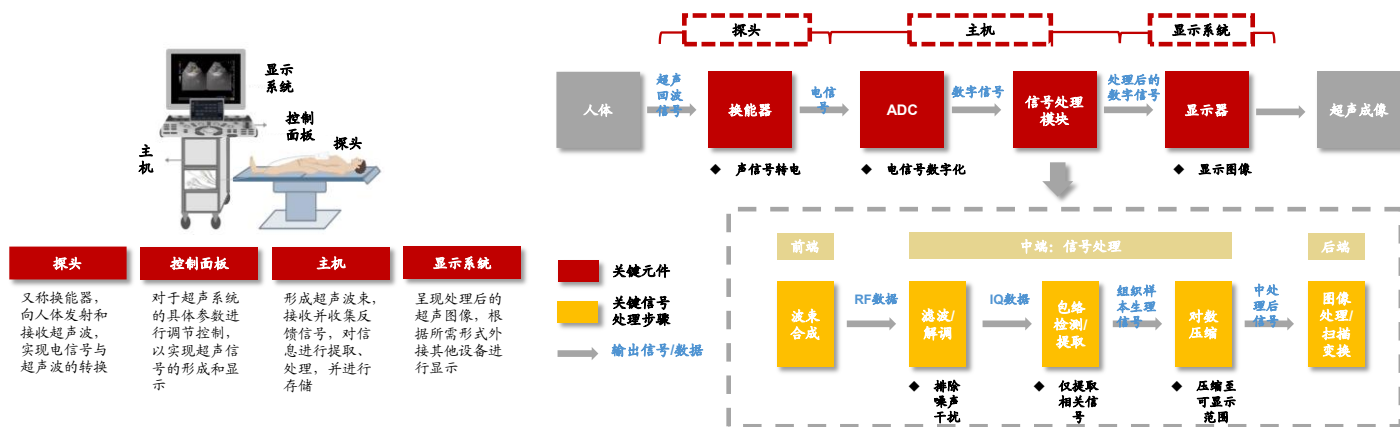 显示
系统
控制
面板
探头
主
机
探头
控制面板
主机
显示系统
又称换能器，
向人体发射和
接收超声波，
实现电信号与
超声波的转换
对于超声系统
的具体参数进
行调节控制，
以实现超声信
号的形成和显
示
形成超声波束，
接收并收集反
馈信号，对信
息进行提取、
处理，并进行
存储
呈现处理后的
超声图像，根
据所需形式外
接其他设备进
行显示
探头
主机
显示系统
人体
超声
回波
信号
换能器
电信
号
ADC
数字信号
信号处理
模块
处理后的
数字信号
显示器
超声成像
◆ 声信号转电
◆ 电信号数字化
◆ 显示图像
关键元件
关键信号
处理步骤
输出信号/数据
前端
中端：信号处理
后端
波束
合成
RF数据
滤波/
解调
IQ数据
包络
检测/
提取
组织样
本生理
信号
对数
压缩
中处
理后
信号
图像
处理/
扫描
变换
◆ 排除
噪声
干扰
◆ 仅提取
相关信
号
◆ 压缩至
可显示
范围